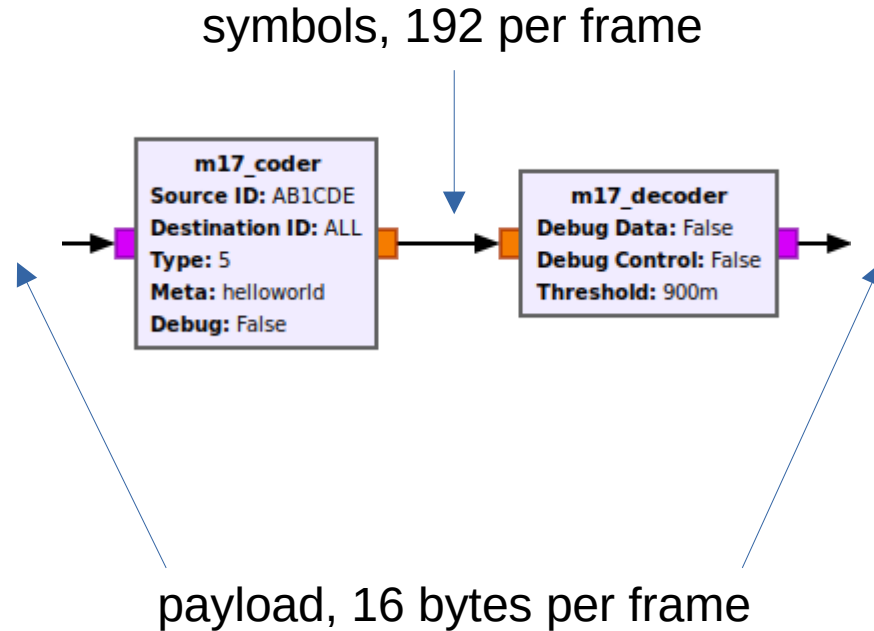 symbols, 192 per frame
m17_coder
Source ID: AB1CDE
Destination ID: ALL
Type: 5
Meta: helloworld
Debug: False
m17_decoder
Debug Data: False
Debug Control: False
Threshold: 900m
payload, 16 bytes per frame